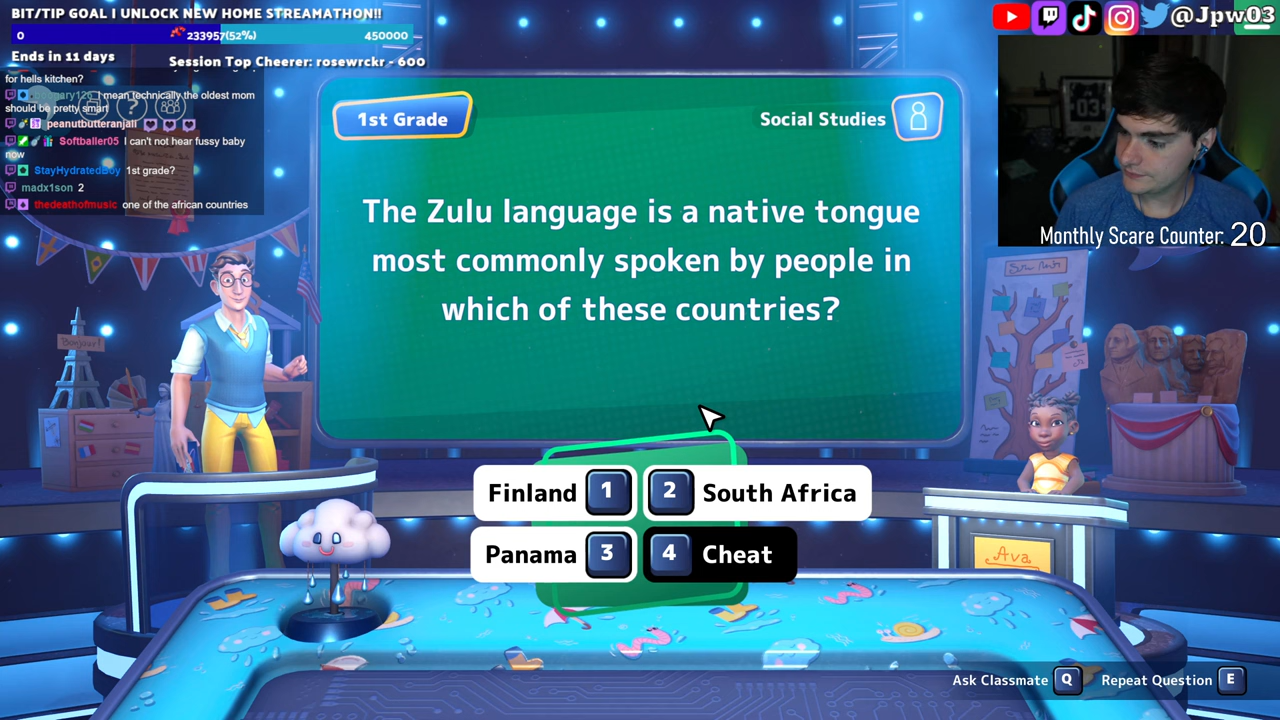 BIT/TIP GOAL I UNLOCK NEW HOME STREAMATHON!!
0
233957(52%)
450000
Ends in 11 days
Session Top Cheerer: rosewrckr - 600
for hells kitchen?
I mean technically the oldest mom
should be pretty smart
peanutbutteranjali
Softballer05 I can't not hear fussy baby
now
StayHydratedBoy 1st grade?
madx1son 2
thedeathofmusic one of the african countries
@Jpw03
Monthly Scare Counter: 20
1st Grade
Social Studies
The Zulu language is a native tongue
most commonly spoken by people in
which of these countries?
Bonjour!
Finland 1
2 South Africa
Panama 3
4 Cheat
Ava
Ask Classmate Q
Repeat Question E